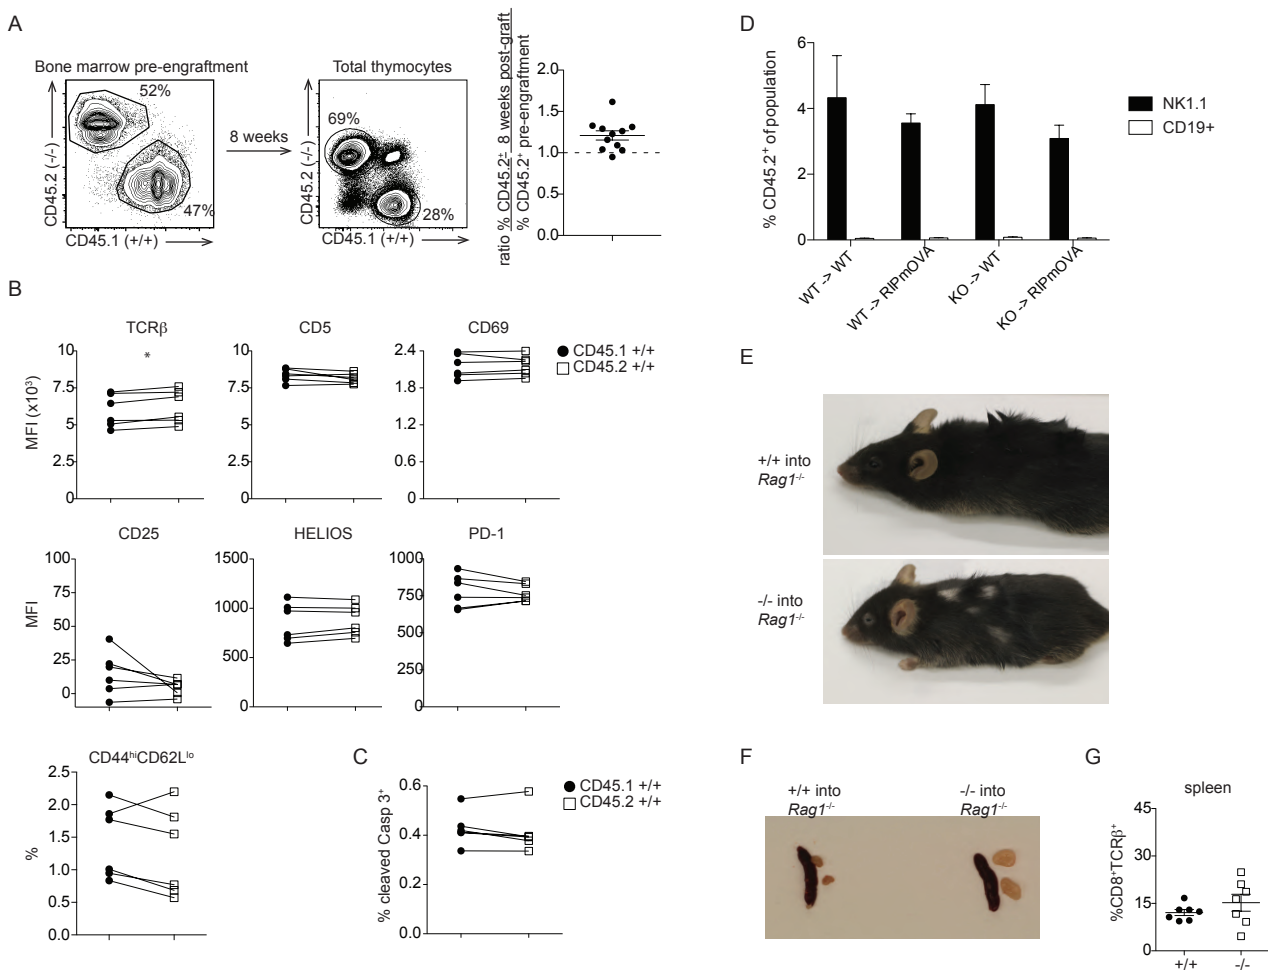 A
Bone marrow pre-engraftment
52%
47%
CD45.2 (-/-)
CD45.1 (+/+)
8 weeks
Total thymocytes
69%
28%
CD45.2 (-/-)
CD45.1 (+/+)
ratio % CD45.2± 8 weeks post-graft
% CD45.2+ pre-engraftment
2.0
1.5
1.0
0.5
0.0
B
TCRβ
*
MFI (x10³)
10
7.5
5
2.5
0
CD5
10
7.5
5
2.5
0
CD69
2.4
1.8
1.2
0.6
0
CD45.1 +/+
CD45.2 +/+
CD25
MFI
100
75
50
25
0
HELIOS
1500
1000
500
0
PD-1
1000
750
500
250
0
CD44hiCD62Llo
%
2.5
2.0
1.5
1.0
0.5
0.0
C
% cleaved Casp 3+
0.6
0.4
0.2
0.0
CD45.1 +/+
CD45.2 +/+
D
% CD45.2+ of population
6
4
2
0
NK1.1
CD19+
WT -> WT
WT -> RIPmOVA
KO -> WT
KO -> RIPmOVA
E
+/+ into
Rag1-/-
-/- into
Rag1-/-
F
+/+ into
Rag1-/-
-/- into
Rag1-/-
G
spleen
%CD8+TCRβ+
45
30
15
0
+/+
-/-